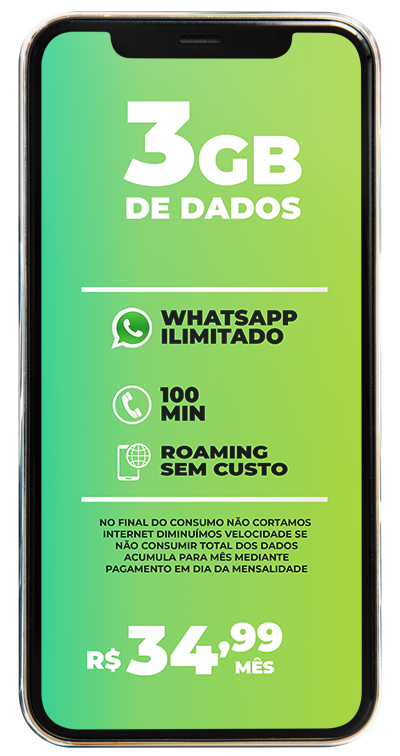 3GB
DE DADOS
WHATSAPP
ILIMITADO
100
MIN
ROAMING
SEM CUSTO
NO FINAL DO CONSUMO NÃO CORTAMOS
INTERNET DIMINUÍMOS VELOCIDADE SE
NÃO CONSUMIR TOTAL DOS DADOS
ACUMULA PARA MÊS MEDIANTE
PAGAMENTO EM DIA DA MENSALIDADE
R$ 34,99
MÊS